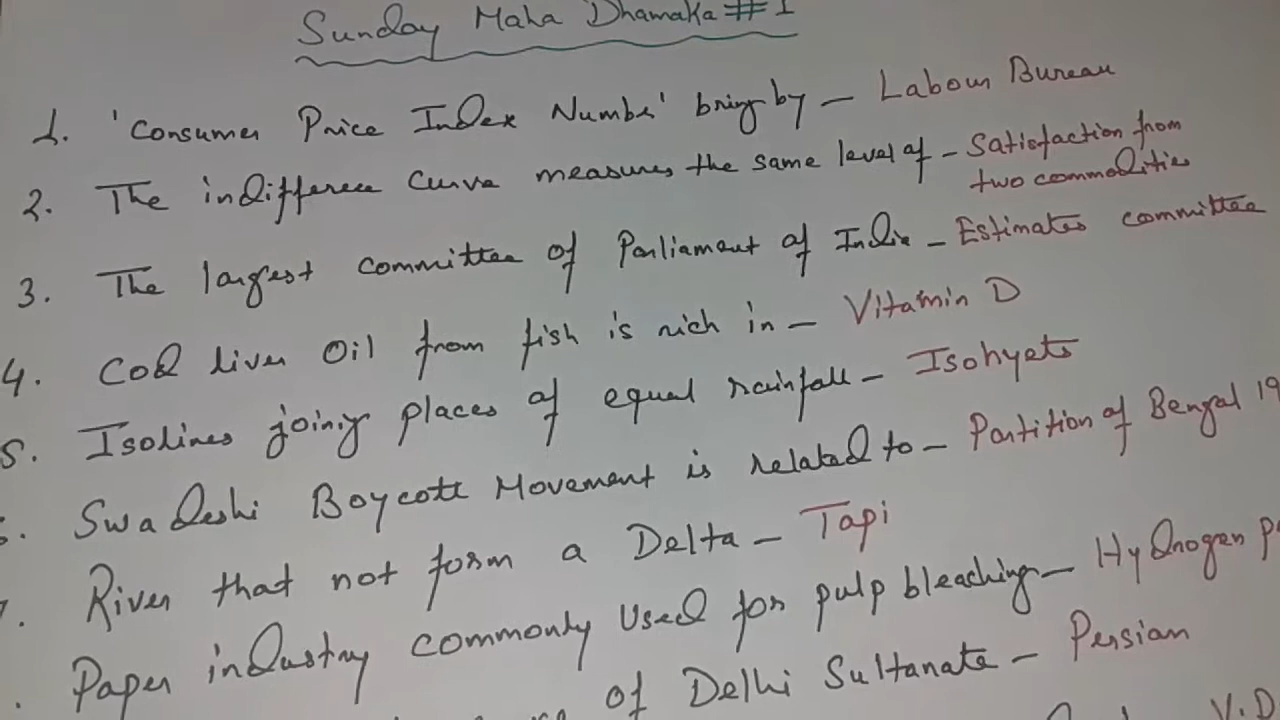 Sunday Maha Dhamaka #1
1. 'Consumer Price Index Number' bring by - Labour Bureau
2. The indifference curve measures the same level of - Satisfaction from
two commodities
3. The largest committee of Parliament of India - Estimates committee
4. Cod liver Oil from fish is rich in - Vitamin D
5. Isolines joining places of equal rainfall - Isohyets
Swadeshi Boycott Movement is related to - Partition of Bengal 19
River that not form a Delta - Tapi
Paper industry commonly used for pulp bleaching - Hydrogen
of Delhi Sultanate - Persian
V.D